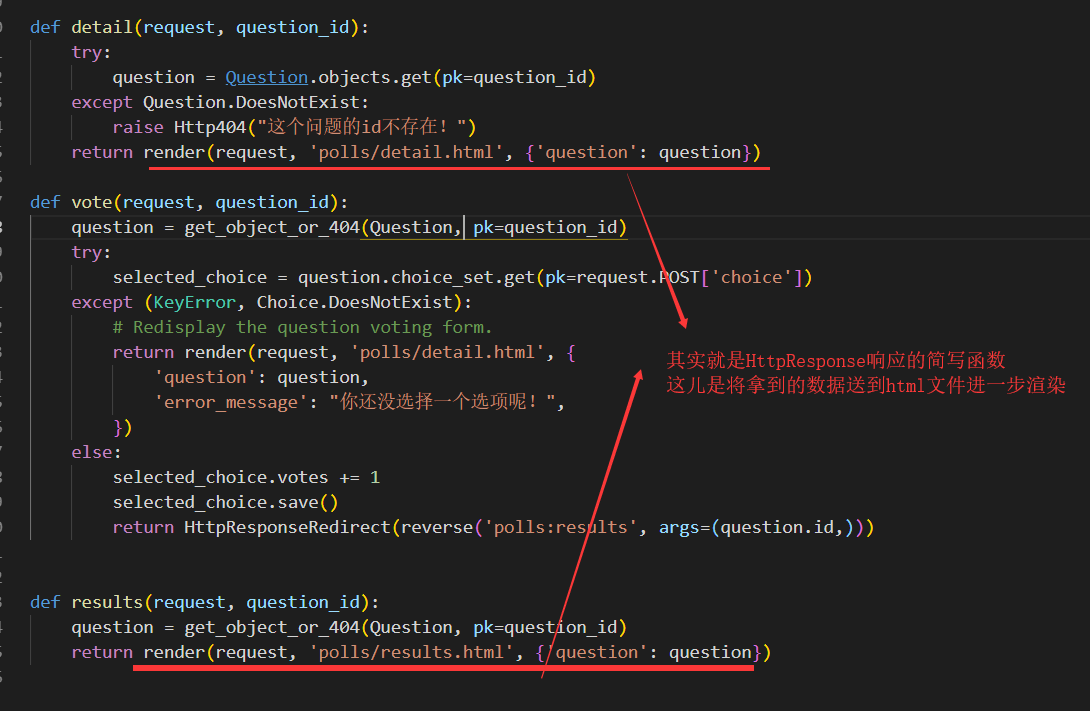 def detail(request, question_id):
try:
question = Question.objects.get(pk=question_id)
except Question.DoesNotExist:
raise Http404("这个问题的id不存在！")
return render(request, 'polls/detail.html', {'question': question})
def vote(request, question_id):
question = get_object_or_404(Question, pk=question_id)
try:
selected_choice = question.choice_set.get(pk=request.POST['choice'])
except (KeyError, Choice.DoesNotExist):
# Redisplay the question voting form.
return render(request, 'polls/detail.html', {
'question': question,
'error_message': "你还没选择一个选项呢！",
})
其实就是HttpResponse响应的简写函数
这儿是将拿到的数据送到html文件进一步渲染
else:
selected_choice.votes += 1
selected_choice.save()
return HttpResponseRedirect(reverse('polls:results', args=(question.id,)))
def results(request, question_id):
question = get_object_or_404(Question, pk=question_id)
return render(request, 'polls/results.html', {'question': question})